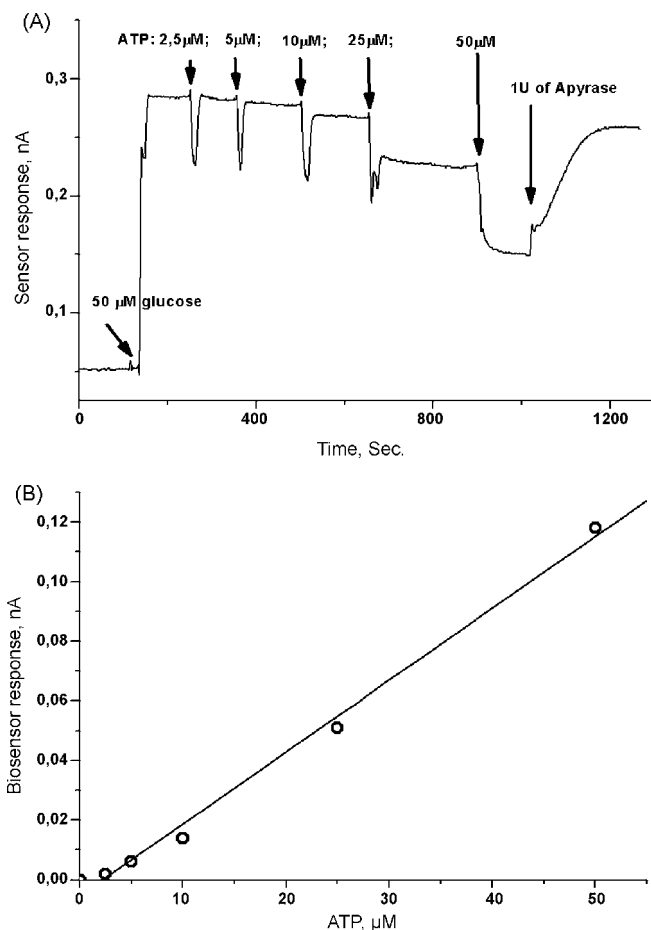 (A)
ATP: 2,5µM; 5µM; 10µM; 25µM; 50µM
1U of Apyrase
0,3
0,2
0,1
Sensor response, nA
50 µM glucose
0 400 800 1200
Time, Sec.
(B)
0,12
0,10
0,08
0,06
0,04
0,02
0,00
Biosensor response, nA
0 10 20 30 40 50
ATP, µM